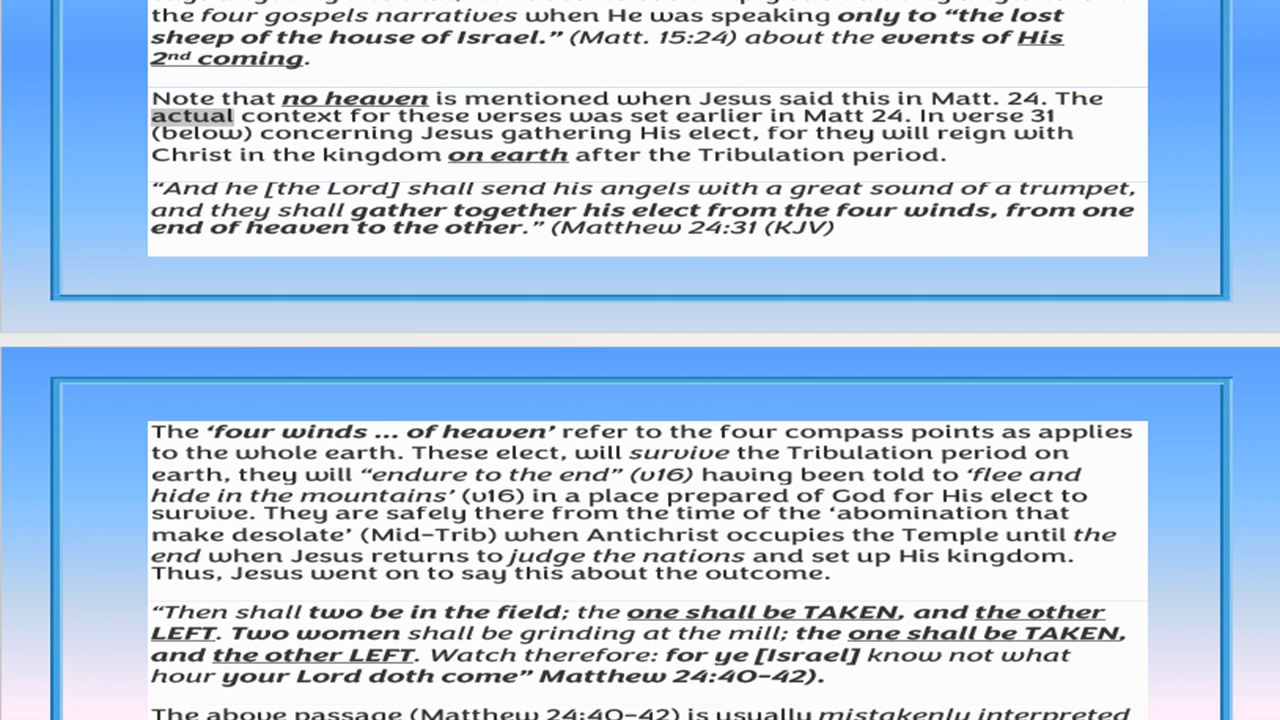 the four gospels narratives when He was speaking only to “the lost
sheep of the house of Israel.” (Matt. 15:24) about the events of His
2nd coming.
Note that no heaven is mentioned when Jesus said this in Matt. 24. The
actual context for these verses was set earlier in Matt 24. In verse 31
(below) concerning Jesus gathering His elect, for they will reign with
Christ in the kingdom on earth after the Tribulation period.
“And he [the Lord] shall send his angels with a great sound of a trumpet,
and they shall gather together his elect from the four winds, from one
end of heaven to the other.” (Matthew 24:31 (KJV)
The ‘four winds ... of heaven’ refer to the four compass points as applies
to the whole earth. These elect, will survive the Tribulation period on
earth, they will “endure to the end” (v16) having been told to ‘flee and
hide in the mountains’ (v16) in a place prepared of God for His elect to
survive. They are safely there from the time of the ‘abomination that
make desolate’ (Mid-Trib) when Antichrist occupies the Temple until the
end when Jesus returns to judge the nations and set up His kingdom.
Thus, Jesus went on to say this about the outcome.
“Then shall two be in the field; the one shall be TAKEN, and the other
LEFT. Two women shall be grinding at the mill; the one shall be TAKEN,
and the other LEFT. Watch therefore: for ye [Israel] know not what
hour your Lord doth come” Matthew 24:40-42).
The above passage (Matthew 24:40-42) is usually mistakenly interpreted